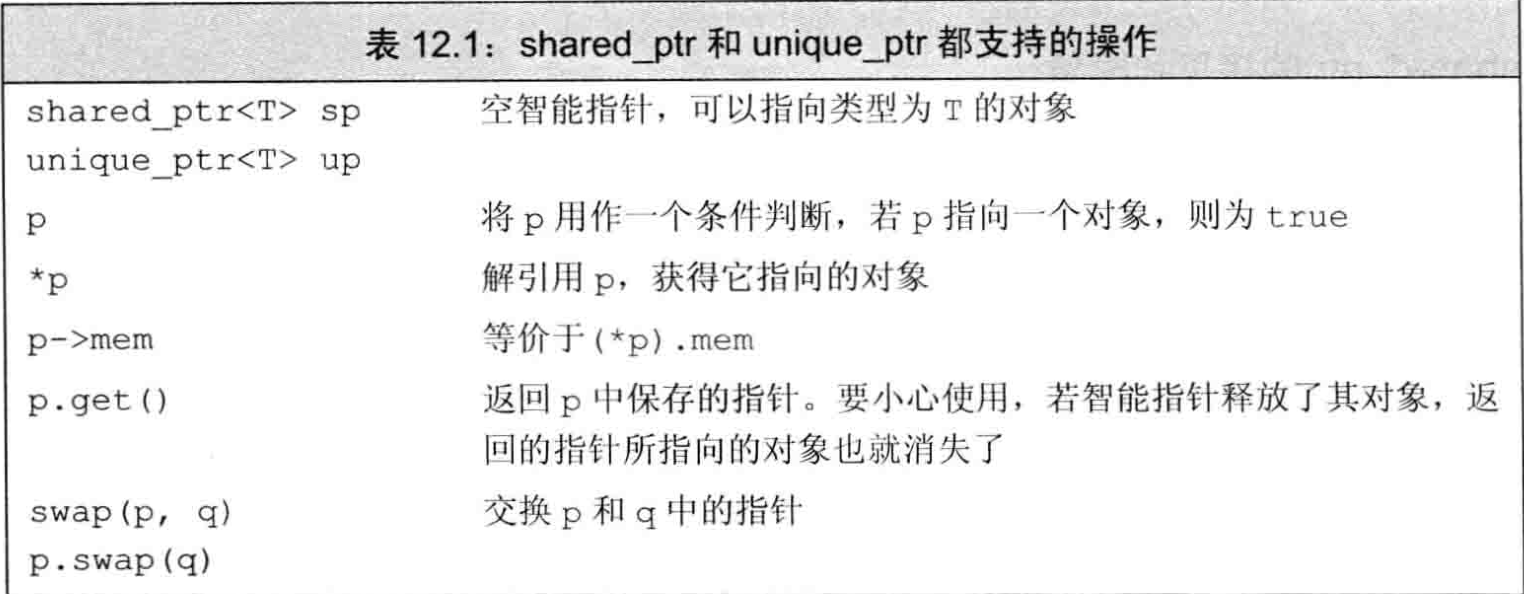 表 12.1：shared_ptr 和 unique_ptr 都支持的操作
shared_ptr<T> sp 空智能指针，可以指向类型为 T 的对象
unique_ptr<T> up
p 将 p 用作一个条件判断，若 p 指向一个对象，则为 true
*p 解引用 p，获得它指向的对象
p->mem 等价于(*p).mem
p.get() 返回 p 中保存的指针。要小心使用，若智能指针释放了其对象，返
回的指针所指向的对象也就消失了
swap(p, q) 交换 p 和 q 中的指针
p.swap(q)